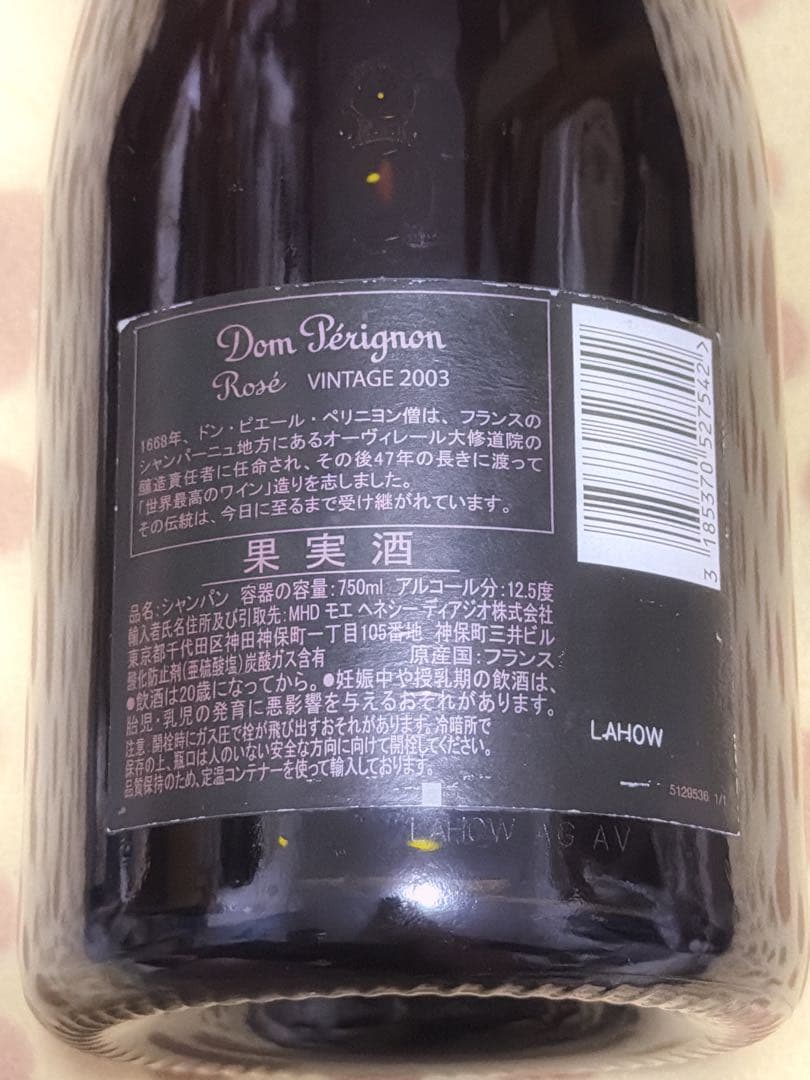 Dom Pérignon
Rosé VINTAGE 2003
1668年、ドン・ピエール・ペリニヨン僧は、フランスの
シャンパーニュ地方にあるオーヴィレール大修道院の
醸造責任者に任命され、その後47年の長きに渡って
「世界最高のワイン」造りを志しました。
その伝統は、今日に至るまで受け継がれています。
果実酒
品名:シャンパン 容器の容量:750ml アルコール分:12.5度
輸入者氏名住所及び引取先:MHD モエ ヘネシー ディアジオ株式会社
東京都千代田区神田神保町一丁目105番地 神保町三井ビル
酸化防止剤(亜硫酸塩)炭酸ガス含有 原産国:フランス
●飲酒は20歳になってから。●妊娠中や授乳期の飲酒は、
胎児・乳児の発育に悪影響を与えるおそれがあります。
注意:開栓時にガス圧で栓が飛び出すおそれがあります。冷暗所で
保存の上、瓶口は人のいない安全な方向に向けて開栓してください。
品質保持のため、定温コンテナーを使って輸入しております。
3 185370 527542 >
LAHOW
5129536 1/1
LAHOW AG AV